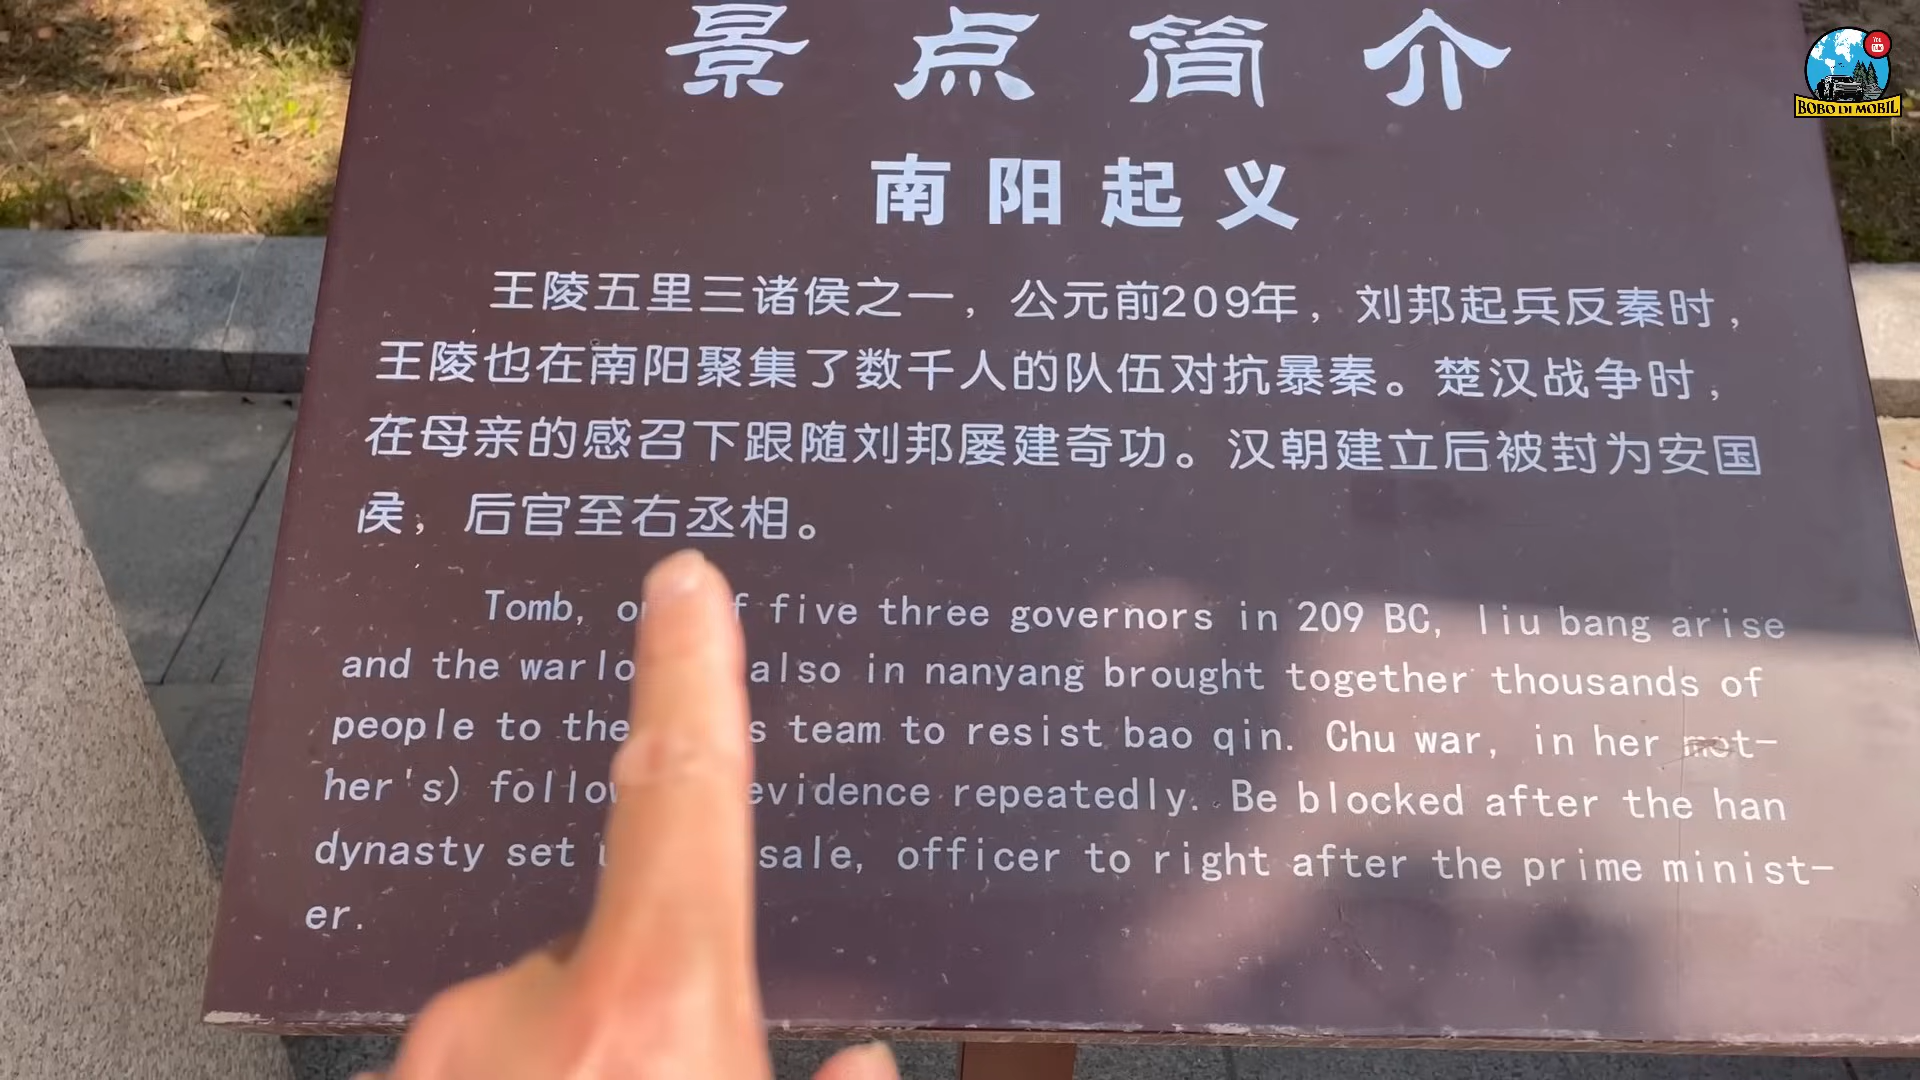 景点简介
南阳起义
王陵五里三诸侯之一，公元前209年，刘邦起兵反秦时，
王陵也在南阳聚集了数千人的队伍对抗暴秦。楚汉战争时，
在母亲的感召下跟随刘邦屡建奇功。汉朝建立后被封为安国
侯，后官至右丞相。
Tomb, of five three governors in 209 BC, liu bang arise
and the also in nanyang brought together thousands of
people to team to resist bao qin. Chu war, in her mot-
her's) evidence repeatedly. Be blocked after the han
dynasty set sale, officer to right after the prime minist-
er.
You Tube
BOBO DI MOBIL